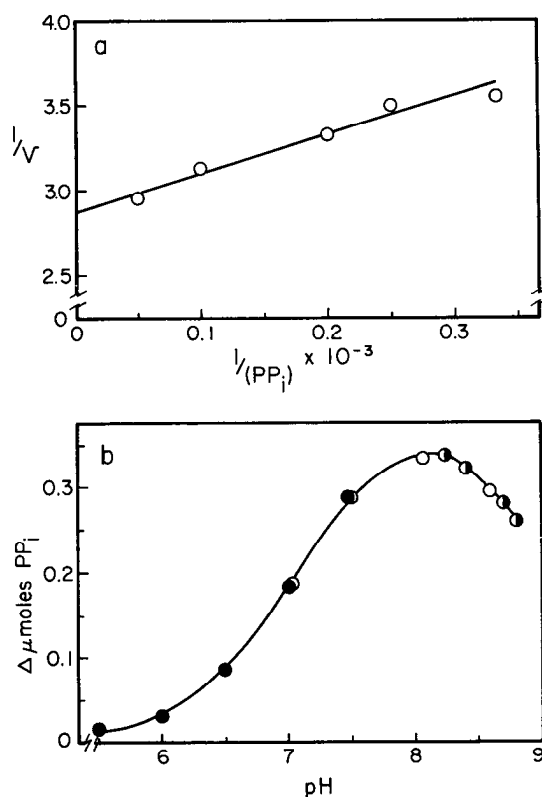 a
4.0
3.5
3.0
2.5
0
1/v
0 0.1 0.2 0.3
1/(PPi) x 10⁻³
b
0.3
0.2
0.1
0
Δ μmoles PPi
6 7 8 9
pH